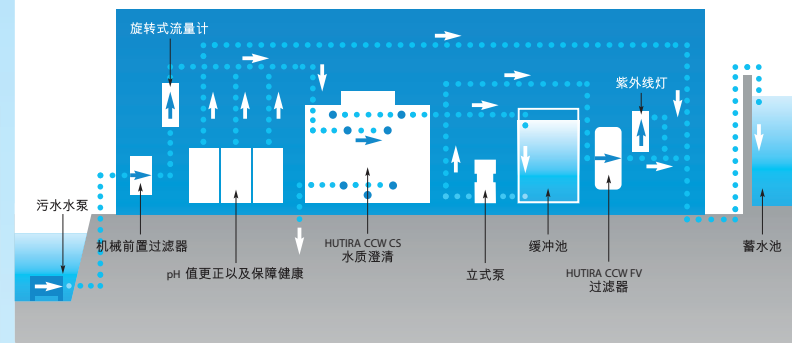 旋转式流量计
紫外线灯
污水水泵
机械前置过滤器
pH 值更正以及保障健康
HUTIRA CCW CS
水质澄清
立式泵
缓冲池
HUTIRA CCW FV
过滤器
蓄水池